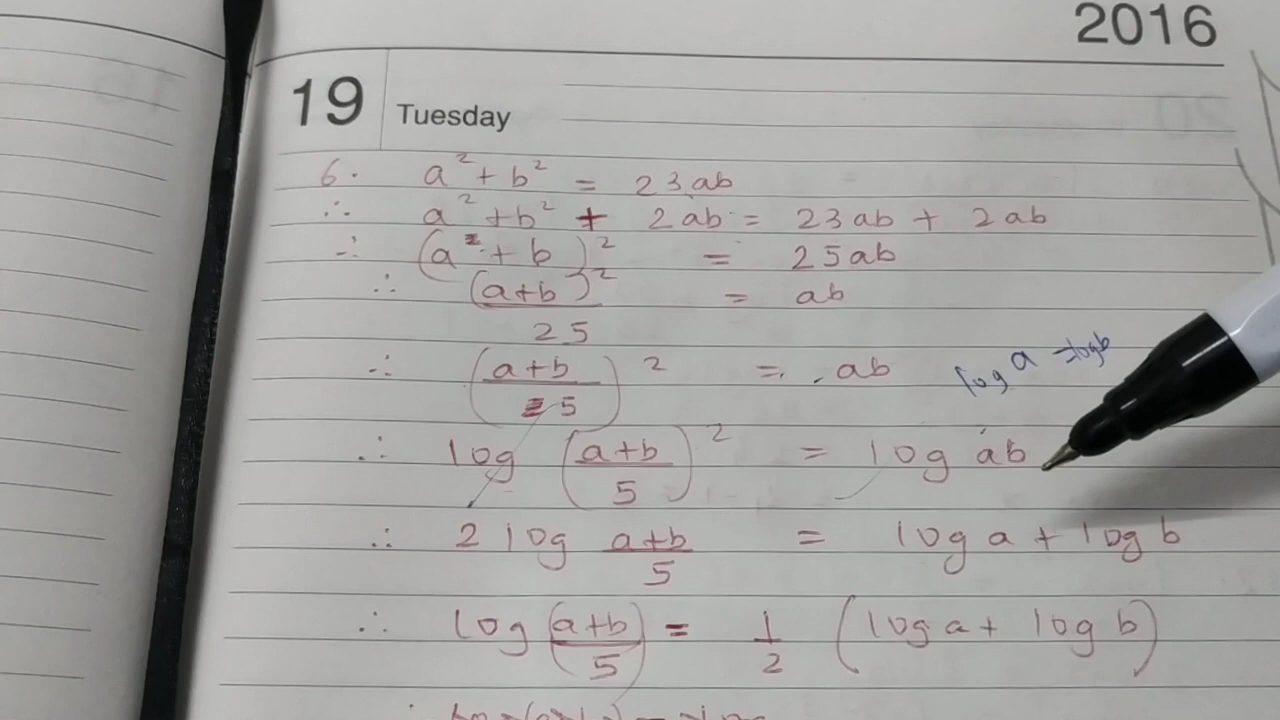 2016
19 Tuesday
6. a² + b² = 23ab
∴ a² + b² + 2ab = 23ab + 2ab
∴ (a + b)² = 25ab
∴ (a+b)²/25 = ab
∴ ((a+b)/5)² = ab
log a = logb
∴ log ((a+b)/5)² = log ab
∴ 2 log (a+b)/5 = log a + log b
∴ log ((a+b)/5) = 1/2 (log a + log b)